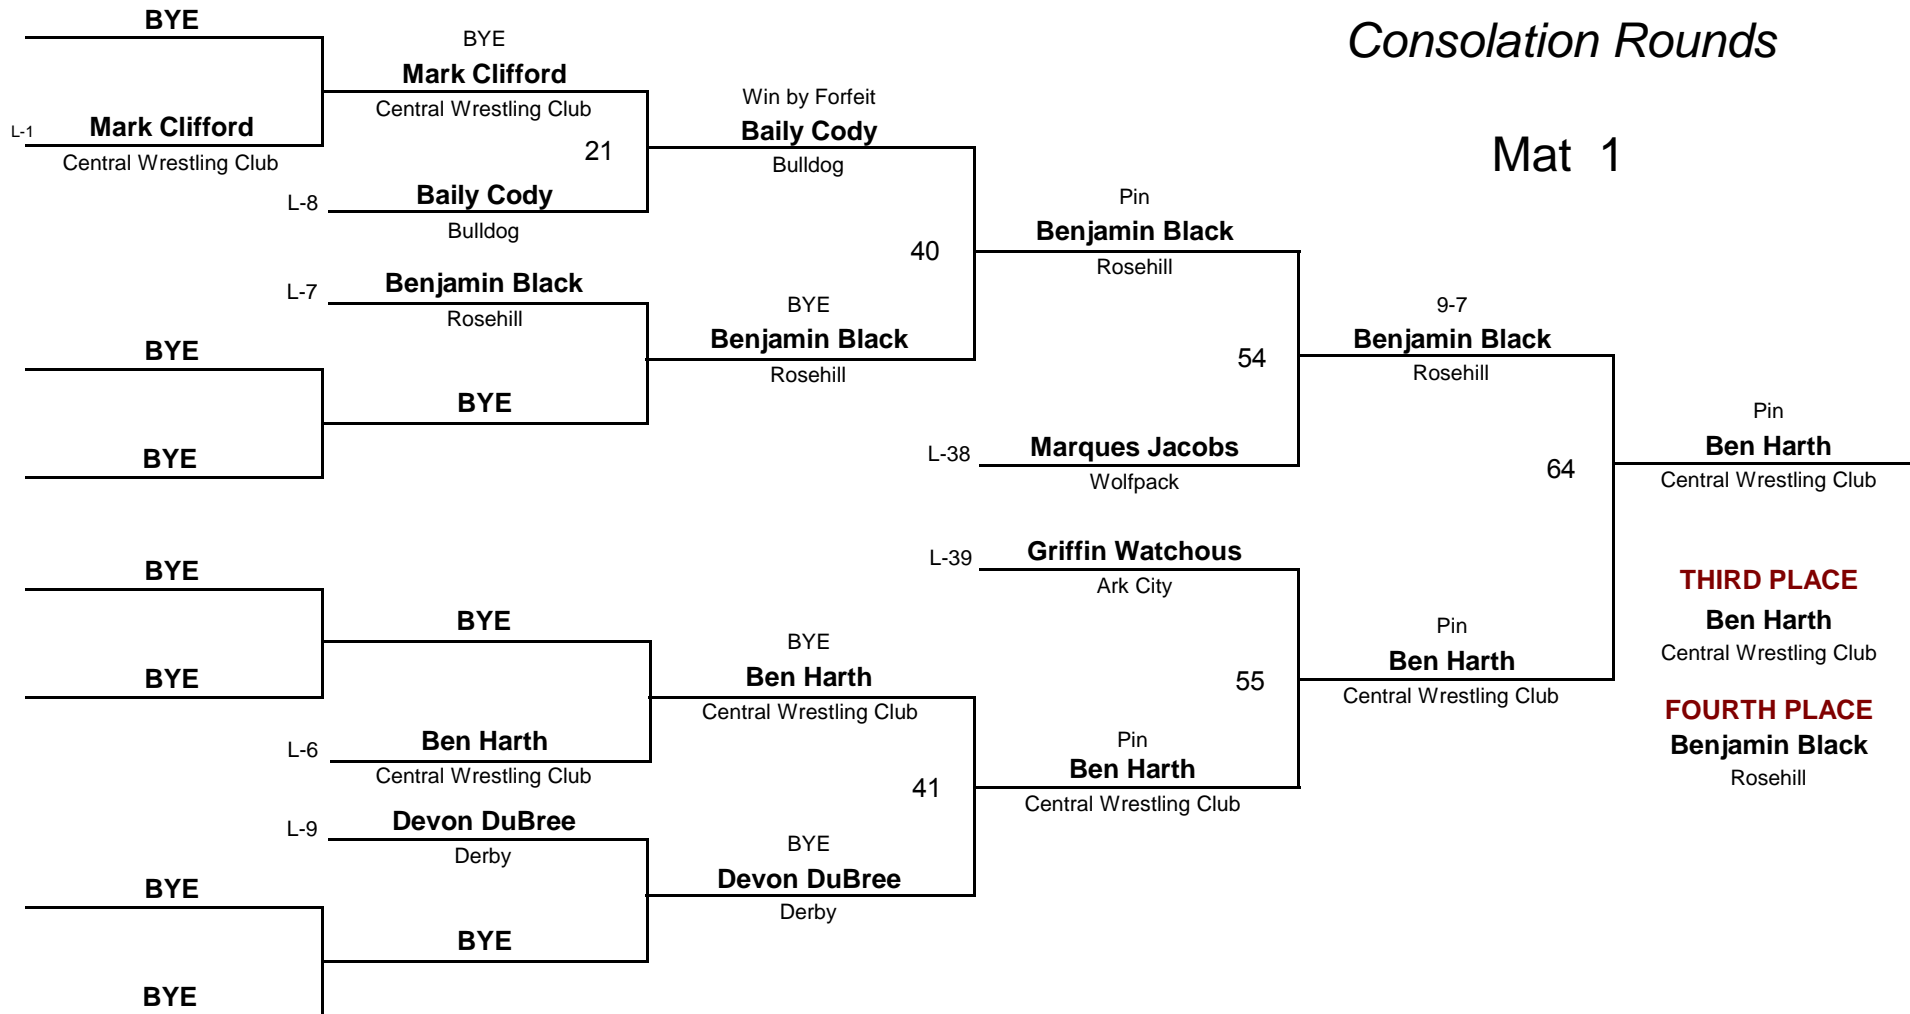 Consolation Rounds
Mat 1
BYE
L-1
Mark Clifford
Central Wrestling Club
BYE
BYE
BYE
BYE
BYE
BYE
BYE
Mark Clifford
Central Wrestling Club
21
L-8
Baily Cody
Bulldog
L-7
Benjamin Black
Rosehill
BYE
BYE
L-6
Ben Harth
Central Wrestling Club
L-9
Devon DuBree
Derby
BYE
Win by Forfeit
Baily Cody
Bulldog
40
BYE
Benjamin Black
Rosehill
BYE
Ben Harth
Central Wrestling Club
41
BYE
Devon DuBree
Derby
Pin
Benjamin Black
Rosehill
54
L-38
Marques Jacobs
Wolfpack
L-39
Griffin Watchous
Ark City
55
Pin
Ben Harth
Central Wrestling Club
9-7
Benjamin Black
Rosehill
64
Pin
Ben Harth
Central Wrestling Club
Pin
Ben Harth
Central Wrestling Club
THIRD PLACE
Ben Harth
Central Wrestling Club
FOURTH PLACE
Benjamin Black
Rosehill